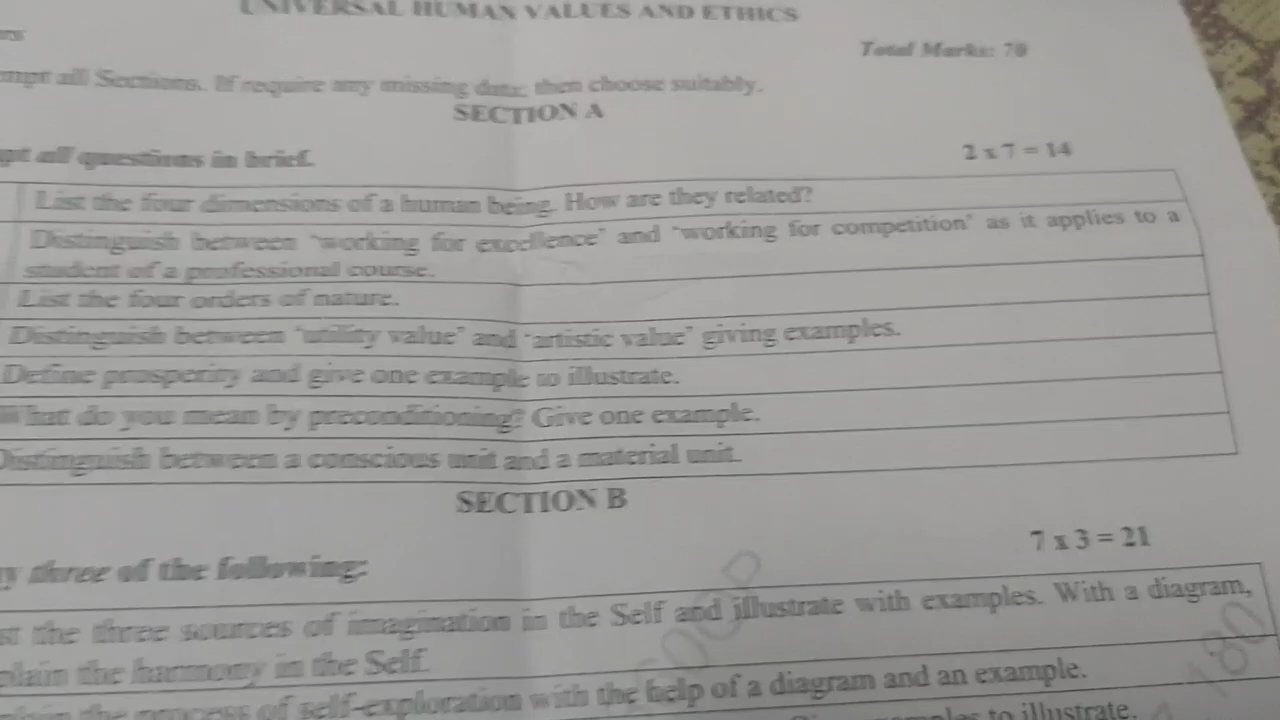 UNIVERSAL HUMAN VALUES AND ETHICS
Total Marks: 70
all Sections. If require any missing data; then choose suitably.
SECTION A
all questions in brief.
2 x 7 = 14
List the four dimensions of a human being. How are they related?
Distinguish between 'working for excellence' and 'working for competition' as it applies to a
student of a professional course.
List the four orders of nature.
Distinguish between 'utility value' and 'artistic value' giving examples.
Define prosperity and give one example to illustrate.
What do you mean by preconditioning? Give one example.
Distinguish between a conscious unit and a material unit.
SECTION B
7 x 3 = 21
three of the following:
the three sources of imagination in the Self and illustrate with examples. With a diagram,
the harmony in the Self.
the process of self-exploration with the help of a diagram and an example.
to illustrate.